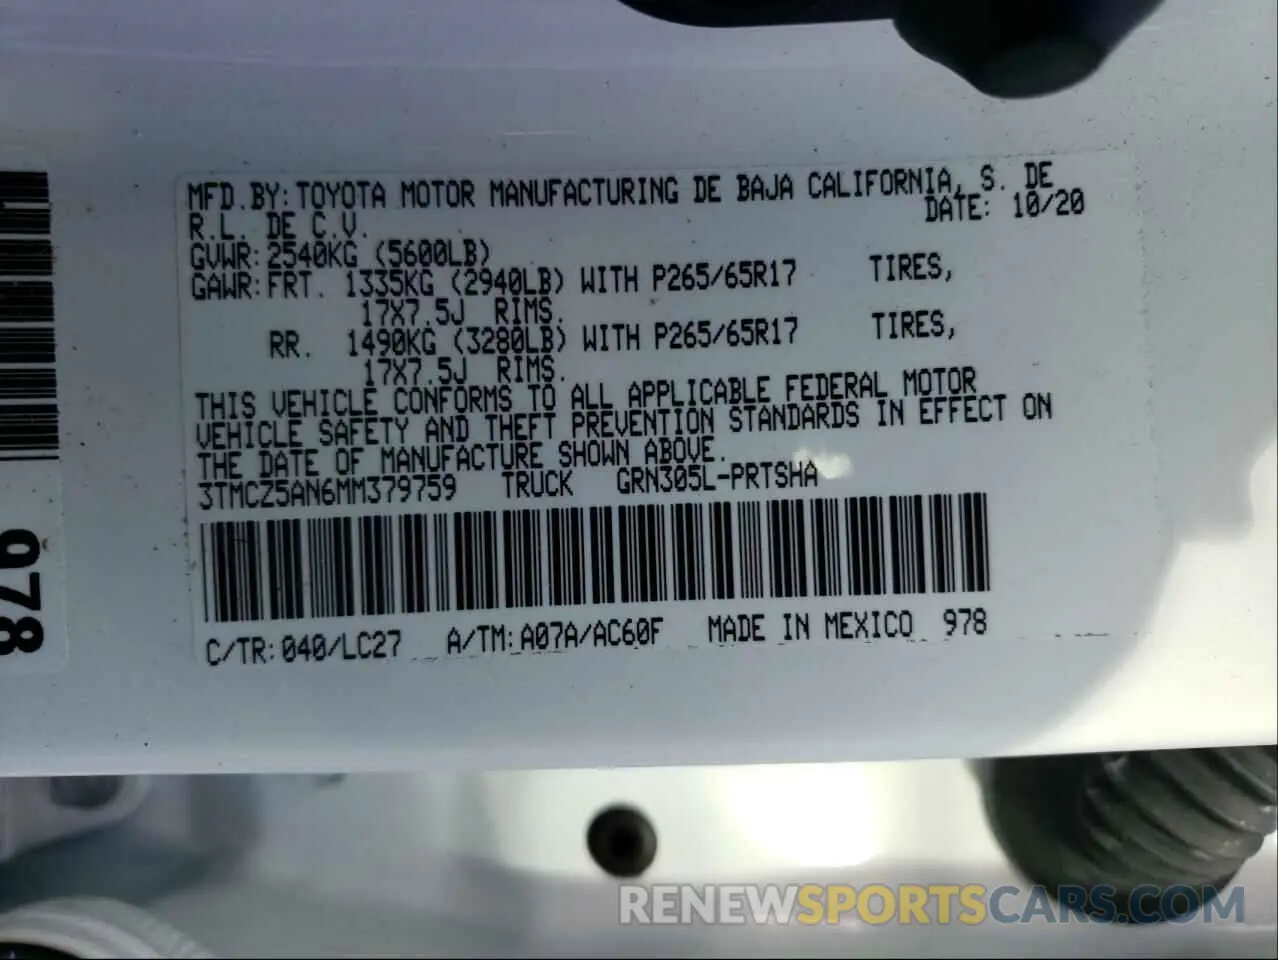 MFD.BY:TOYOTA MOTOR MANUFACTURING DE BAJA CALIFORNIA, S. DE
R.L. DE C.V. DATE: 10/20
GVWR:2540KG (5600LB)
GAWR:FRT. 1335KG (2940LB) WITH P265/65R17 TIRES,
17X7.5J RIMS.
RR. 1490KG (3280LB) WITH P265/65R17 TIRES,
17X7.5J RIMS.
THIS VEHICLE CONFORMS TO ALL APPLICABLE FEDERAL MOTOR
VEHICLE SAFETY AND THEFT PREVENTION STANDARDS IN EFFECT ON
THE DATE OF MANUFACTURE SHOWN ABOVE.
3TMCZ5AN6MM379759 TRUCK GRN305L-PRTSHA
C/TR:040/LC27 A/TM:A07A/AC60F MADE IN MEXICO 978
978
RENEWSPORTSCARS.COM